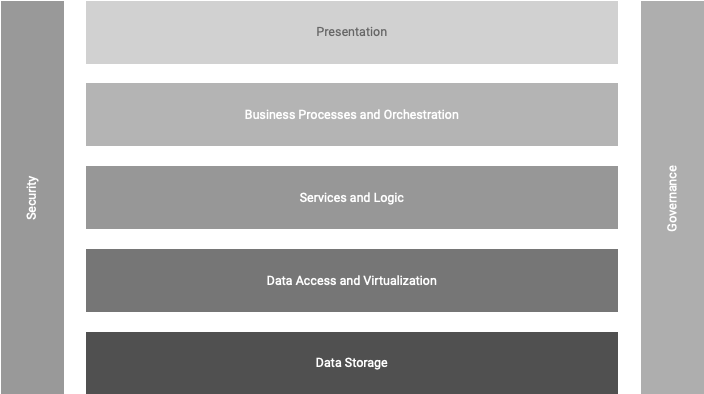 Presentation
Business Processes and Orchestration
Services and Logic
Data Access and Virtualization
Data Storage
Security
Governance